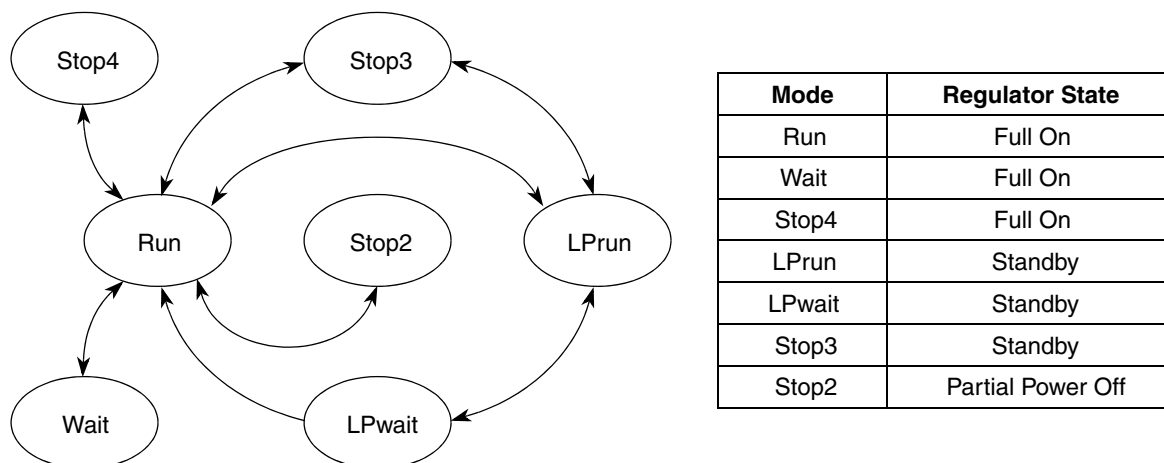 Stop4
Stop3
Run
Stop2
LPrun
Wait
LPwait
Mode Regulator State
Run Full On
Wait Full On
Stop4 Full On
LPrun Standby
LPwait Standby
Stop3 Standby
Stop2 Partial Power Off